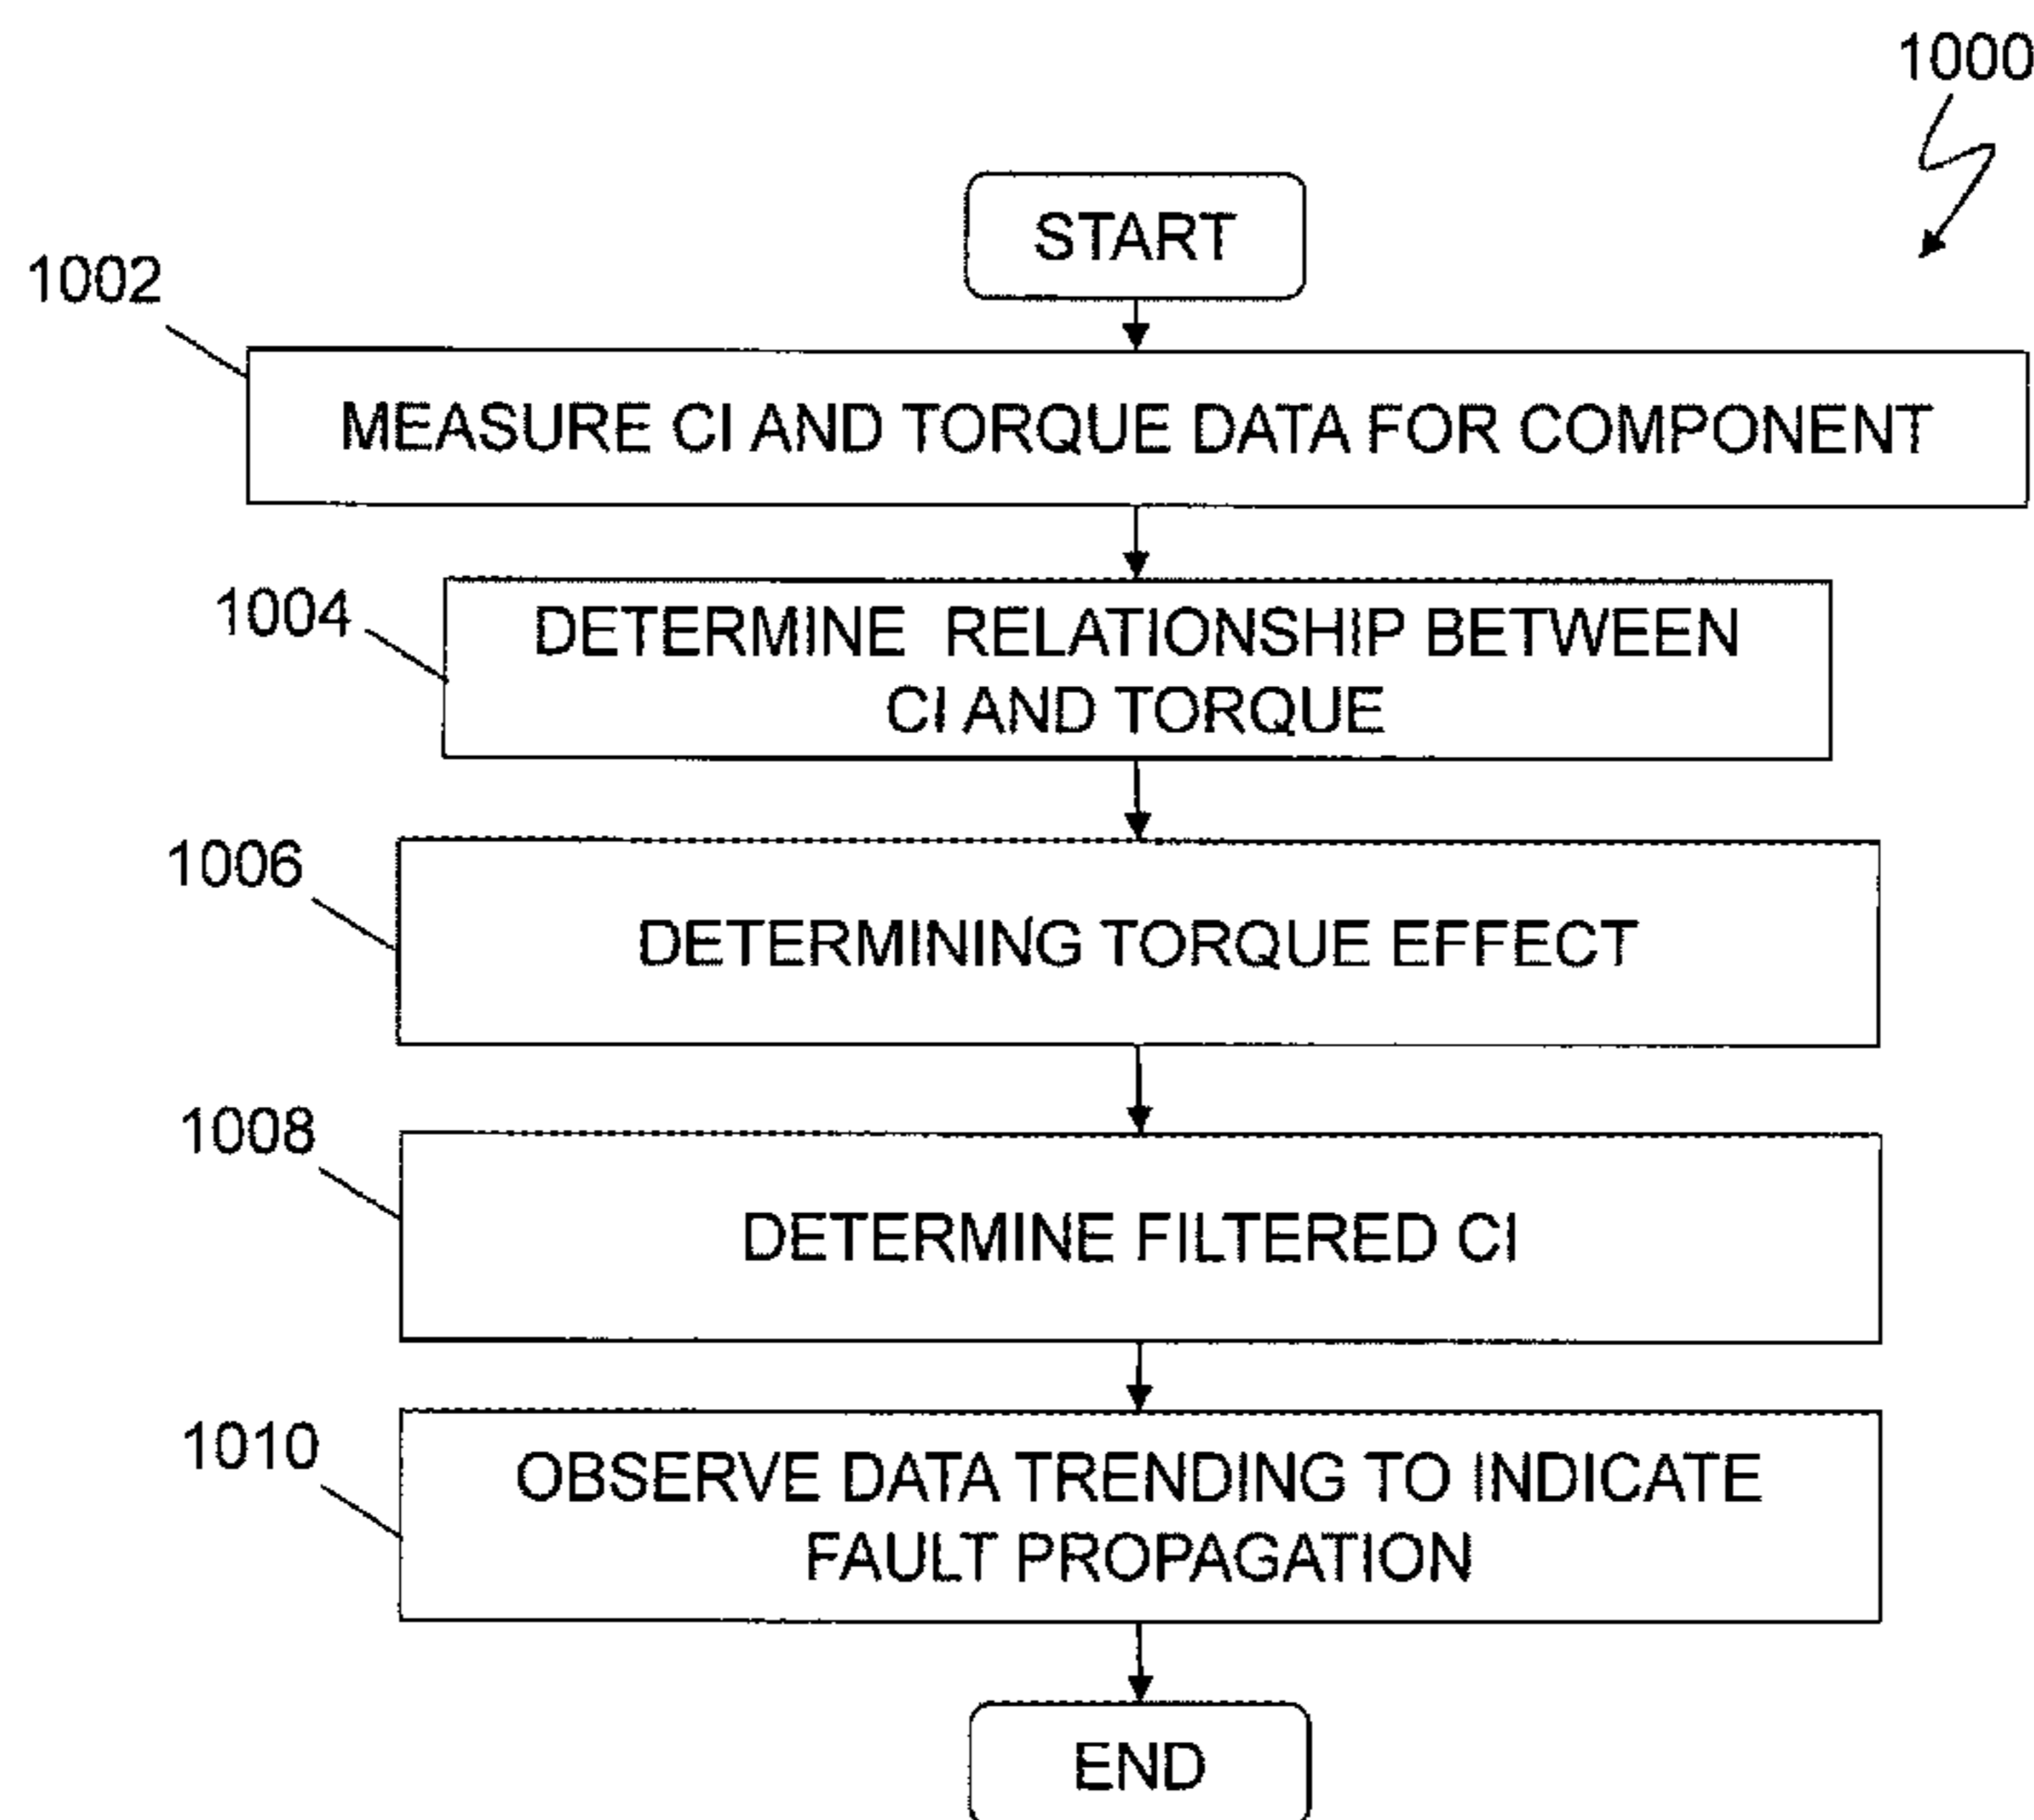 1000
START
1002
MEASURE CI AND TORQUE DATA FOR COMPONENT
1004
DETERMINE RELATIONSHIP BETWEEN
CI AND TORQUE
1006
DETERMINING TORQUE EFFECT
1008
DETERMINE FILTERED CI
1010
OBSERVE DATA TRENDING TO INDICATE
FAULT PROPAGATION
END